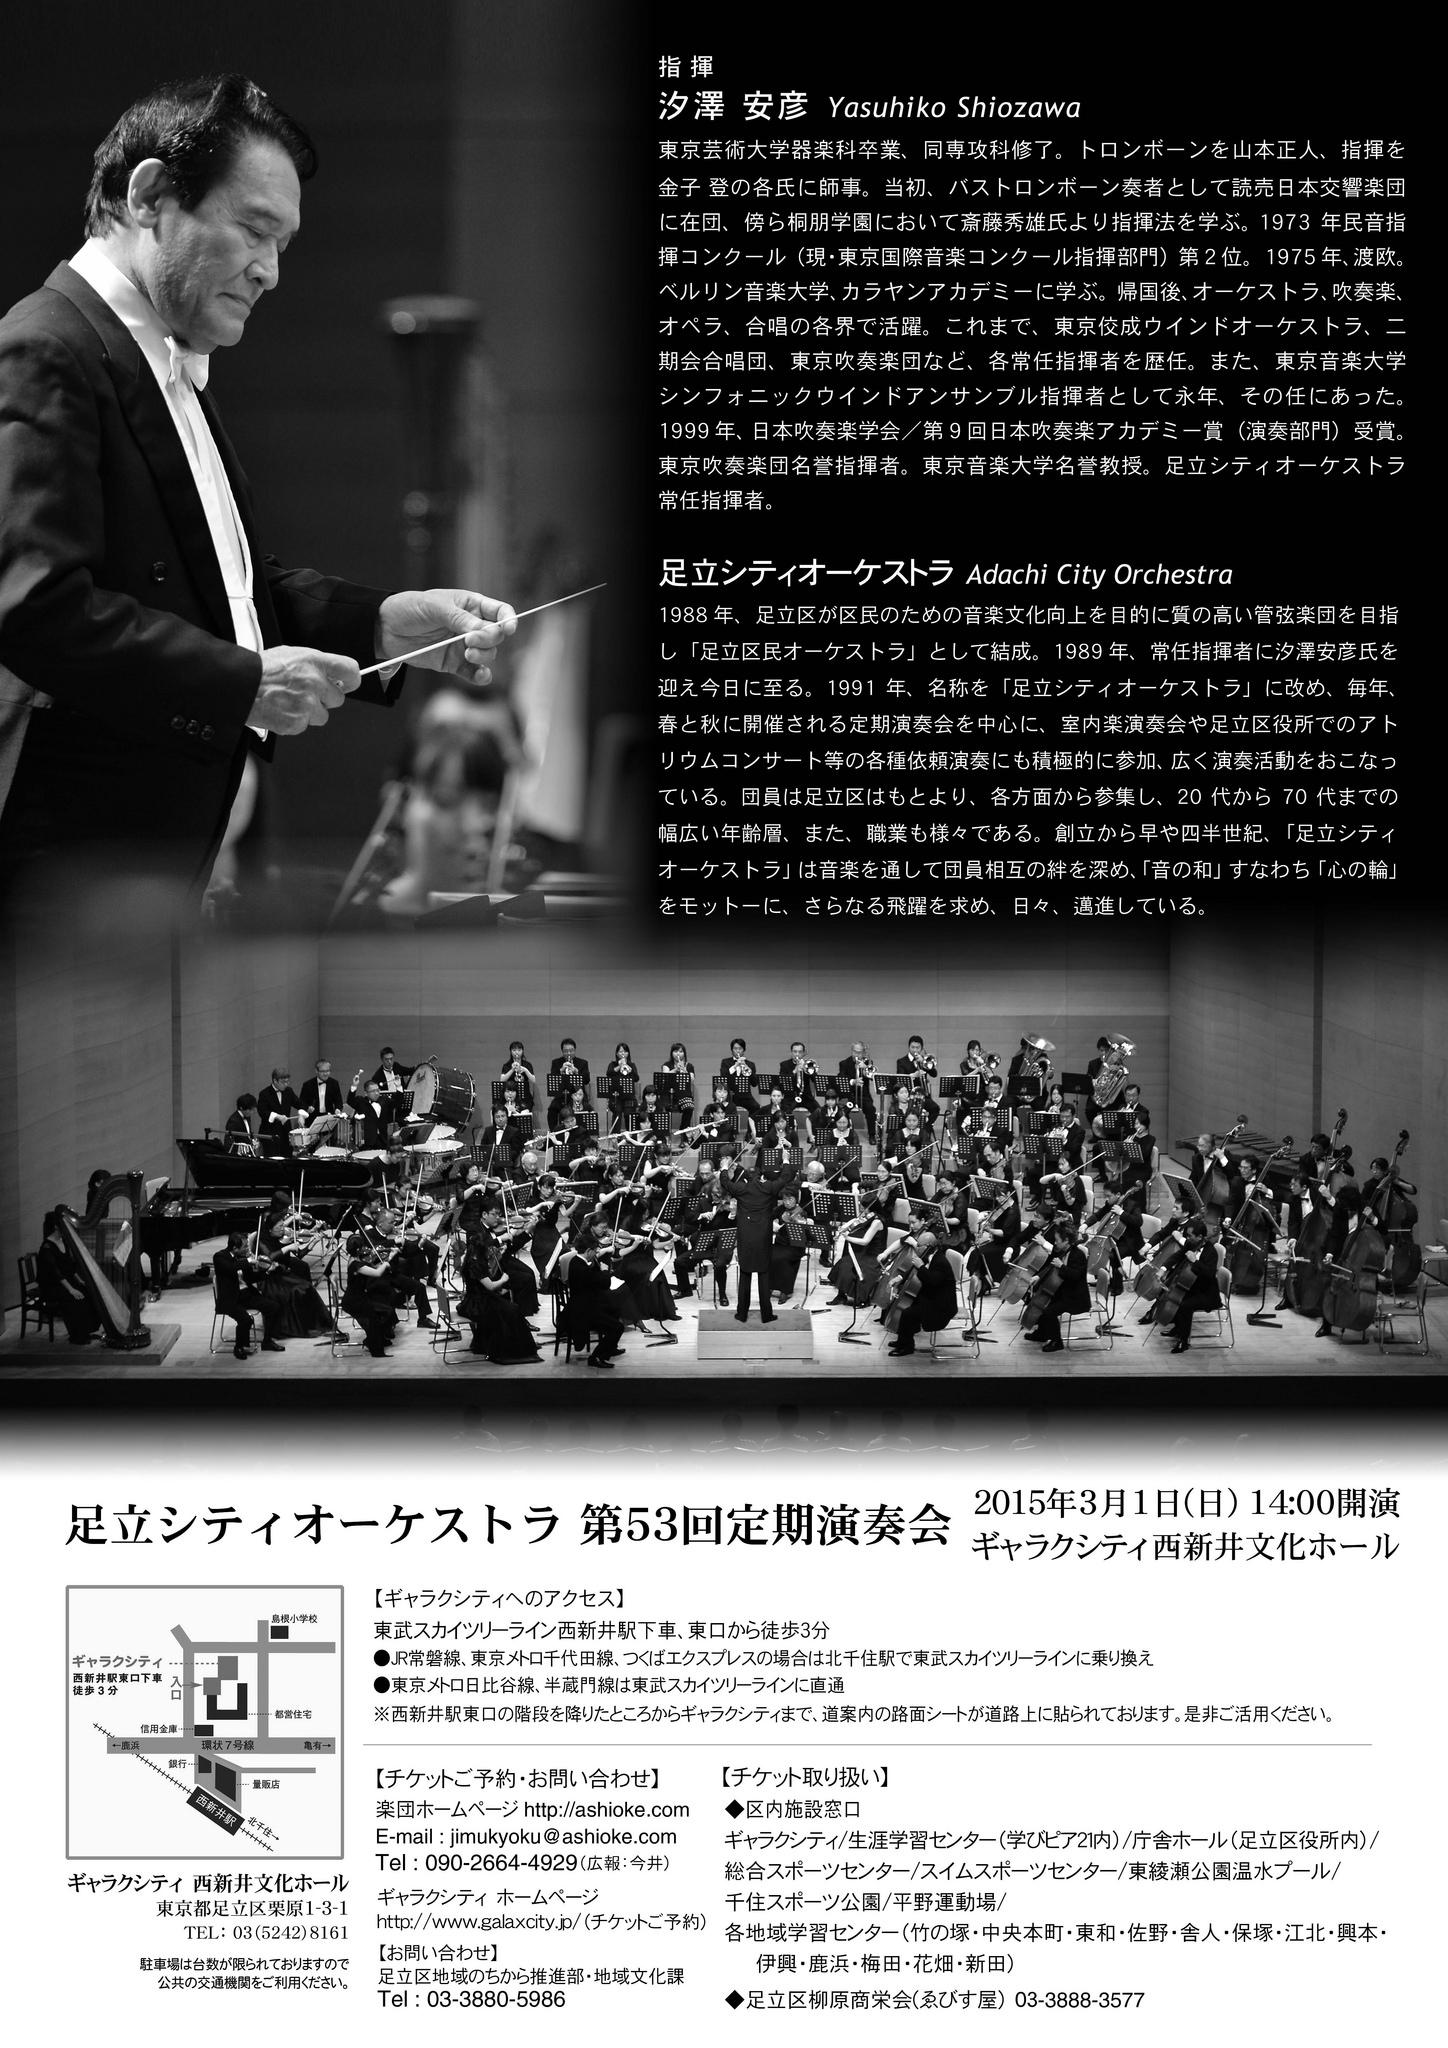 指 揮
汐澤 安彦 Yasuhiko Shiozawa
東京芸術大学器楽科卒業、同専攻科修了。トロンボーンを山本正人、指揮を
金子 登の各氏に師事。当初、バストロンボーン奏者として読売日本交響楽団
に在団、傍ら桐朋学園において斎藤秀雄氏より指揮法を学ぶ。1973 年民音指
揮コンクール（現・東京国際音楽コンクール指揮部門）第２位。1975 年、渡欧。
ベルリン音楽大学、カラヤンアカデミーに学ぶ。帰国後、オーケストラ、吹奏楽、
オペラ、合唱の各界で活躍。これまで、東京佼成ウインドオーケストラ、二
期会合唱団、東京吹奏楽団など、各常任指揮者を歴任。また、東京音楽大学
シンフォニックウインドアンサンブル指揮者として永年、その任にあった。
1999 年、日本吹奏楽学会／第９回日本吹奏楽アカデミー賞（演奏部門）受賞。
東京吹奏楽団名誉指揮者。東京音楽大学名誉教授。足立シティオーケストラ
常任指揮者。
足立シティオーケストラ Adachi City Orchestra
1988 年、足立区が区民のための音楽文化向上を目的に質の高い管弦楽団を目指
し「足立区民オーケストラ」として結成。1989 年、常任指揮者に汐澤安彦氏を
迎え今日に至る。1991 年、名称を「足立シティオーケストラ」に改め、毎年、
春と秋に開催される定期演奏会を中心に、室内楽演奏会や足立区役所でのアト
リウムコンサート等の各種依頼演奏にも積極的に参加、広く演奏活動をおこなっ
ている。団員は足立区はもとより、各方面から参集し、20 代から 70 代までの
幅広い年齢層、また、職業も様々である。創立から早や四半世紀、「足立シティ
オーケストラ」は音楽を通して団員相互の絆を深め、「音の和」すなわち「心の輪」
をモットーに、さらなる飛躍を求め、日々、邁進している。
足立シティオーケストラ 第53回定期演奏会
2015年３月１日(日) 14:00開演
ギャラクシティ西新井文化ホール
島根小学校
ギャラクシティ
西新井駅東口下車
徒歩３分
入口
都営住宅
信用金庫
←鹿浜 環状７号線 亀有→
銀行
量販店
西新井駅
北千住→
ギャラクシティ 西新井文化ホール
東京都足立区栗原1-3-1
TEL： 03(5242)8161
駐車場は台数が限られておりますので
公共の交通機関をご利用ください。
【ギャラクシティへのアクセス】
東武スカイツリーライン西新井駅下車、東口から徒歩3分
●JR常磐線、東京メトロ千代田線、つくばエクスプレスの場合は北千住駅で東武スカイツリーラインに乗り換え
●東京メトロ日比谷線、半蔵門線は東武スカイツリーラインに直通
※西新井駅東口の階段を降りたところからギャラクシティまで、道案内の路面シートが道路上に貼られております。是非ご活用ください。
【チケットご予約・お問い合わせ】
楽団ホームページ http://ashioke.com
E-mail : jimukyoku@ashioke.com
Tel : 090-2664-4929（広報：今井）
ギャラクシティ ホームページ
http://www.galaxcity.jp/（チケットご予約）
【お問い合わせ】
足立区地域のちから推進部・地域文化課
Tel : 03-3880-5986
【チケット取り扱い】
◆区内施設窓口
ギャラクシティ/生涯学習センター（学びピア21内）/庁舎ホール（足立区役所内）/
総合スポーツセンター/スイムスポーツセンター/東綾瀬公園温水プール/
千住スポーツ公園/平野運動場/
各地域学習センター（竹の塚・中央本町・東和・佐野・舎人・保塚・江北・興本・
伊興・鹿浜・梅田・花畑・新田）
◆足立区柳原商栄会（ゑびす屋） 03-3888-3577